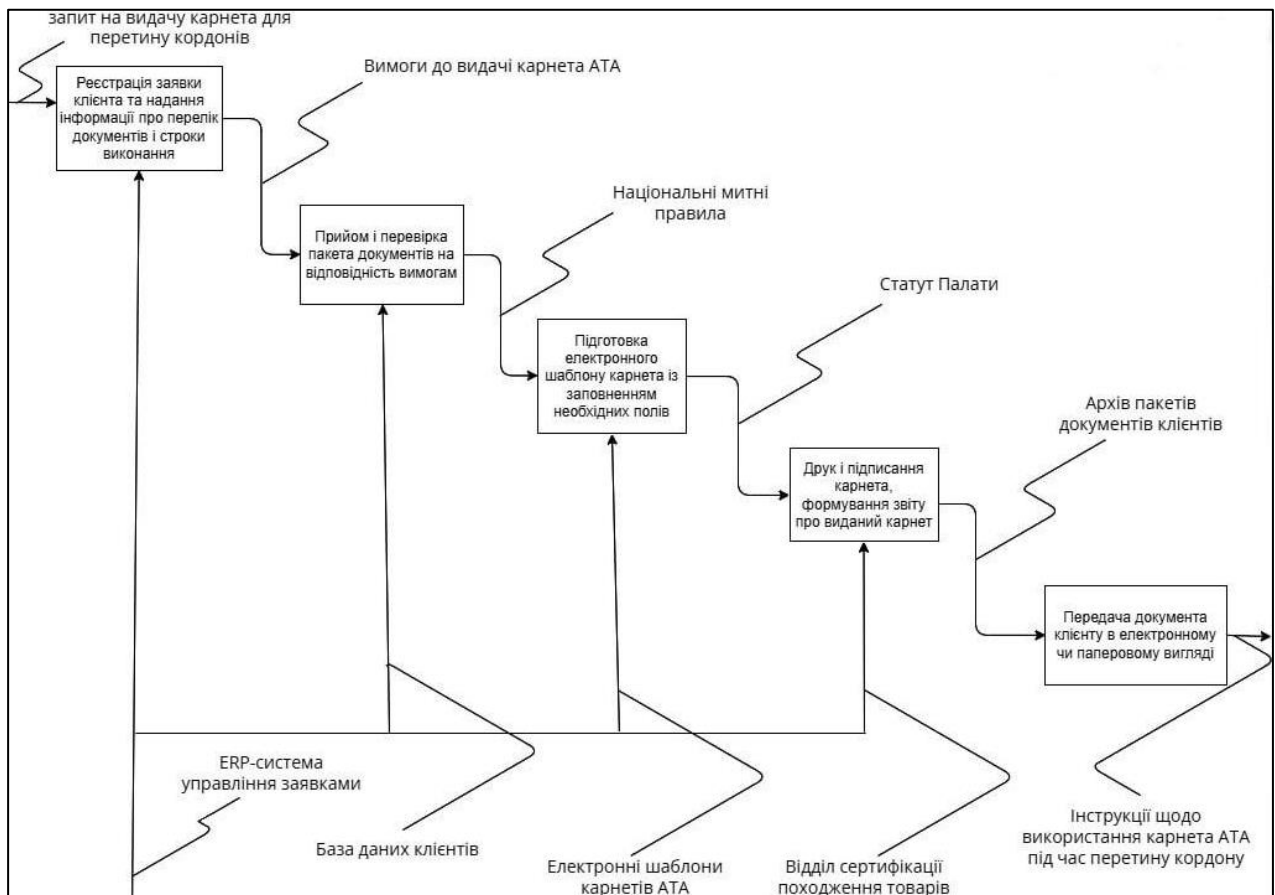 запит на видачу карнета для
перетину кордонів
Реєстрація заявки
клієнта та надання
інформації про перелік
документів і строки
виконання
Вимоги до видачі карнета АТА
Прийом і перевірка
пакета документів на
відповідність вимогам
Національні митні
правила
Підготовка
електронного
шаблону карнета із
заповненням
необхідних полів
Статут Палати
Друк і підписання
карнета,
формування звіту
про виданий карнет
Архів пакетів
документів клієнтів
Передача документа
клієнту в електронному
чи паперовому вигляді
ERP-система
управління заявками
База даних клієнтів
Електронні шаблони
карнетів АТА
Відділ сертифікації
походження товарів
Інструкції щодо
використання карнета АТА
під час перетину кордону